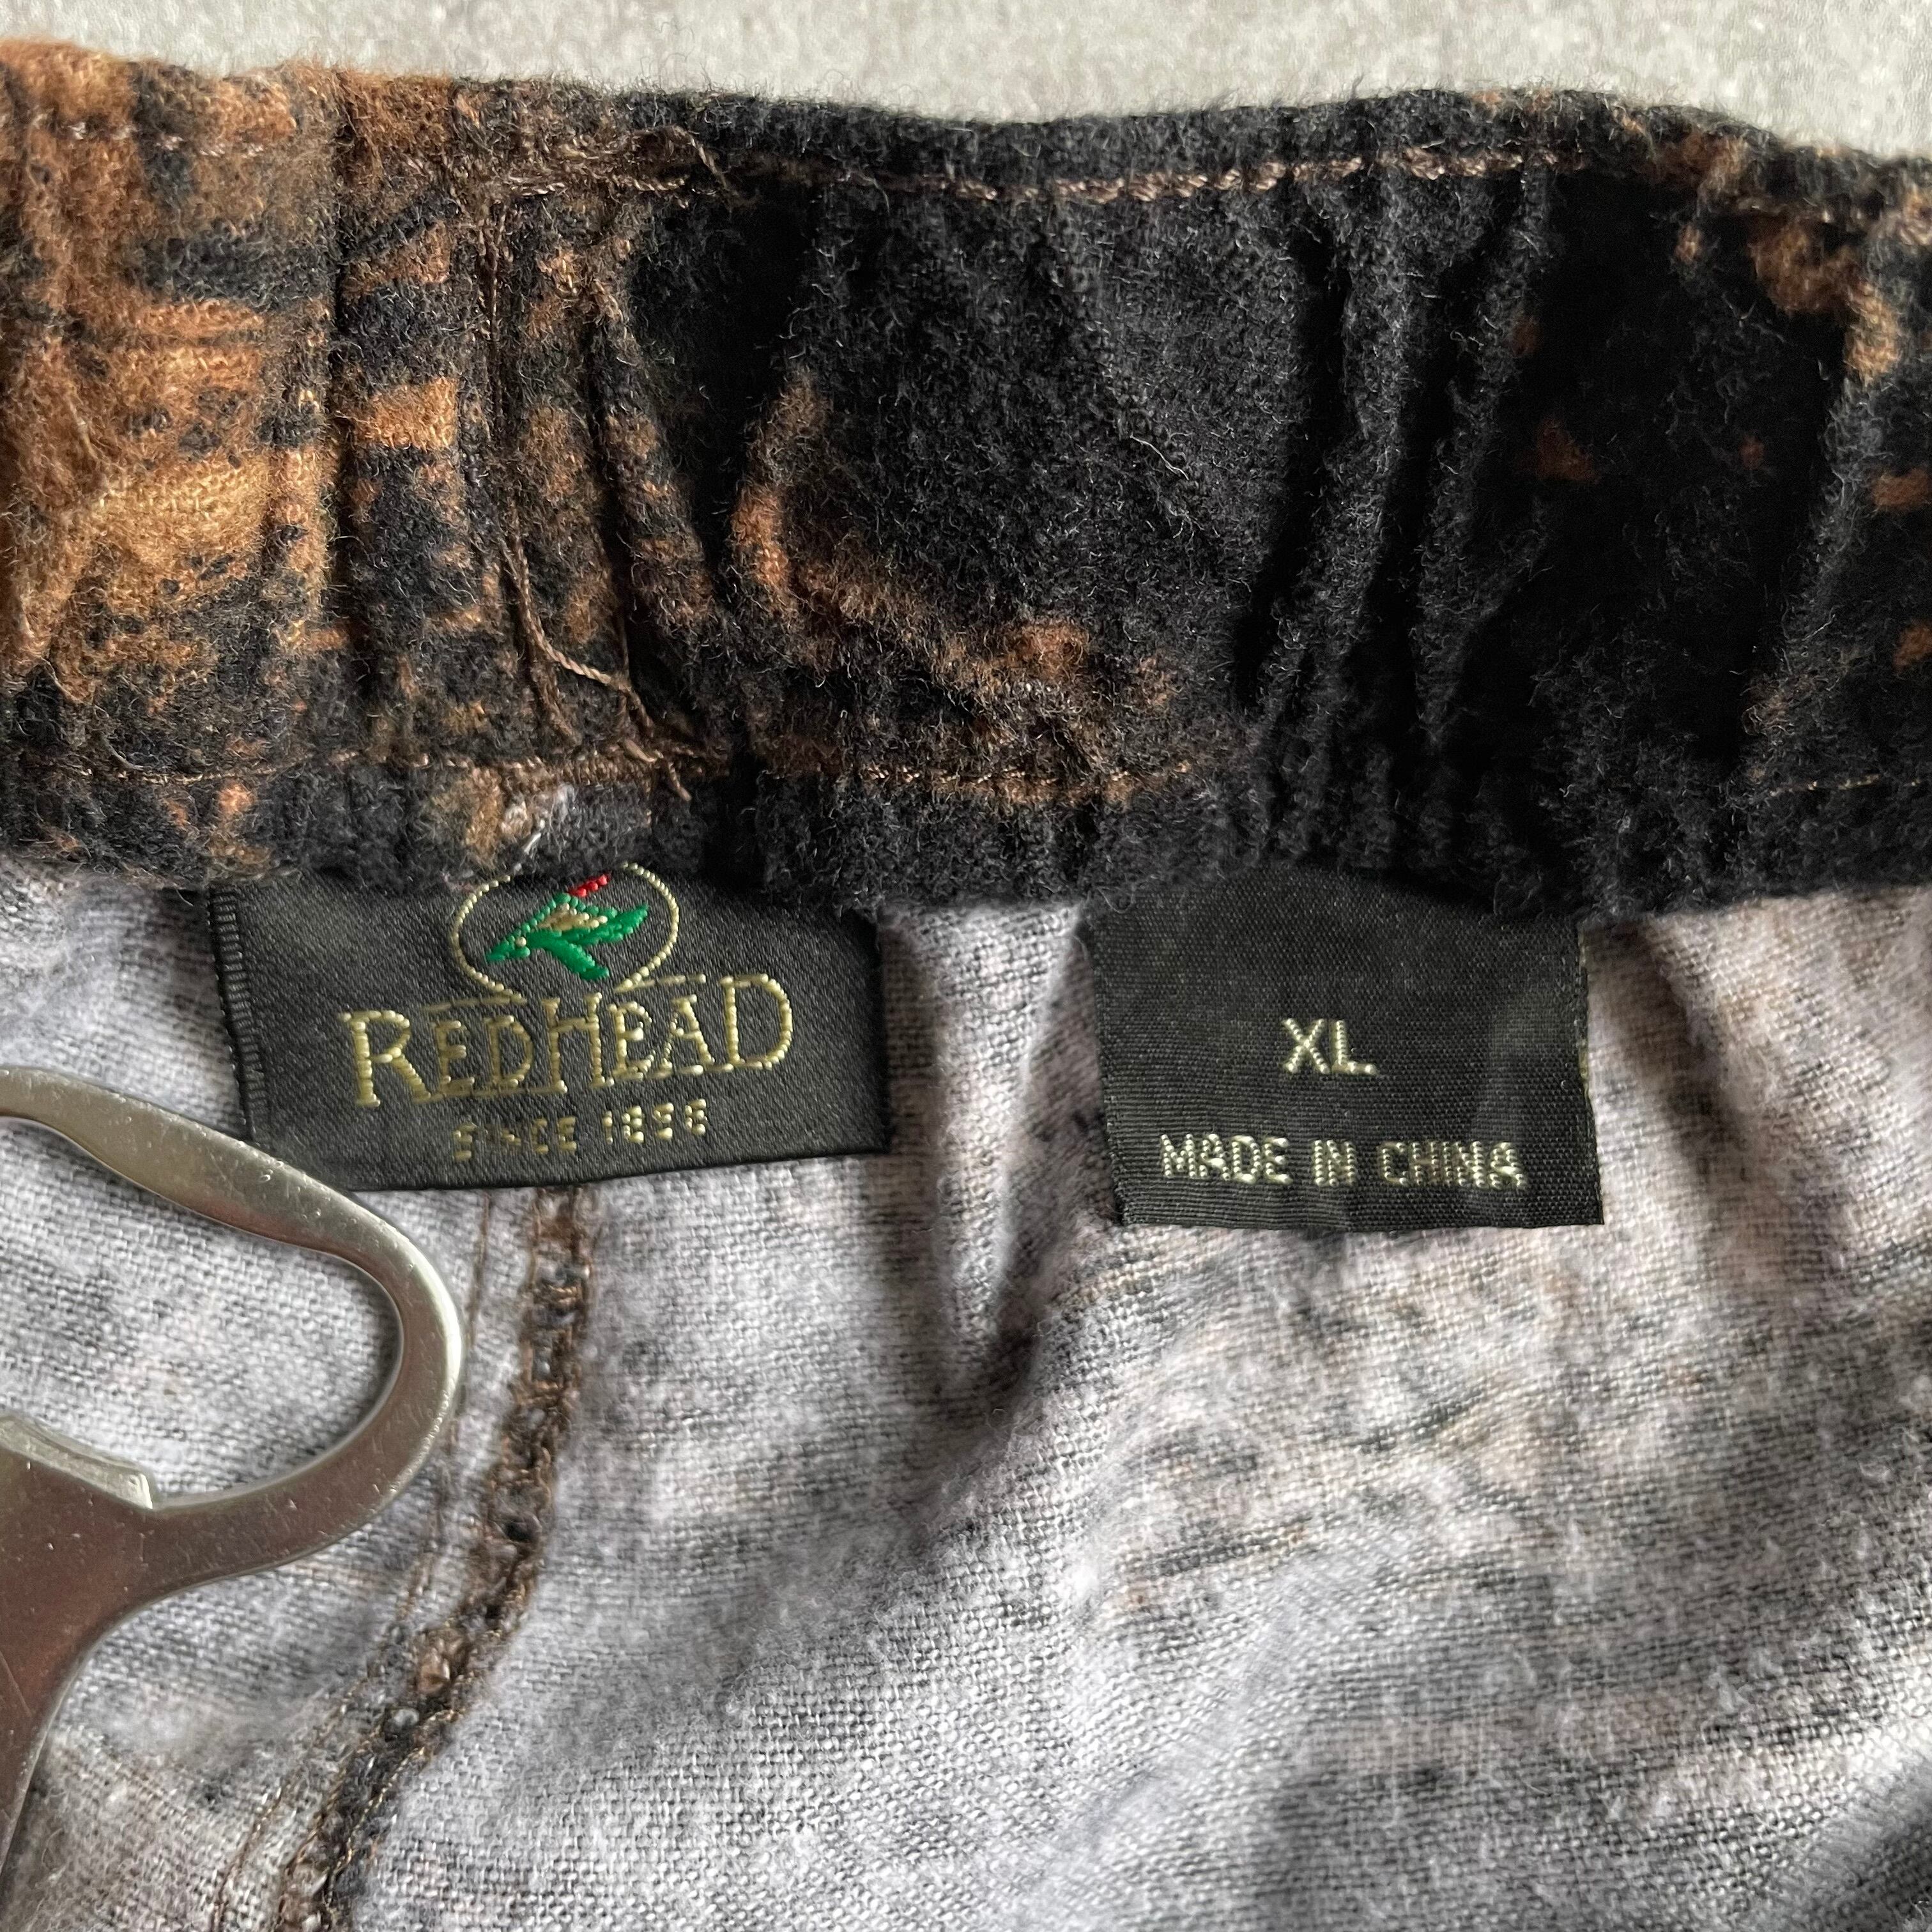 REDHEAD
SINCE 1856
XL
MADE IN CHINA